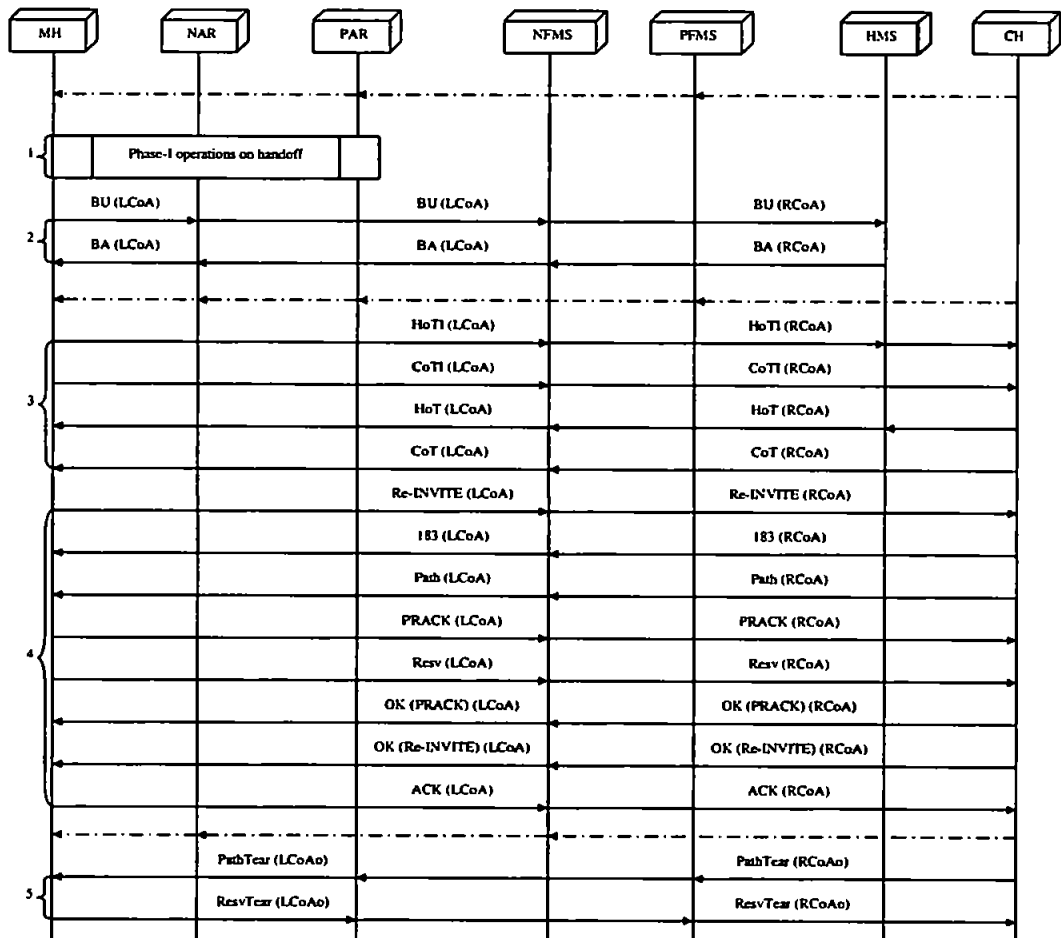 MH NAR PAR NFMS PFMS HMS CH
1 Phase-I operations on handoff
BU (LCoA) BU (LCoA) BU (RCoA)
2 BA (LCoA) BA (LCoA) BA (RCoA)
HoTI (LCoA) HoTI (RCoA)
CoTI (LCoA) CoTI (RCoA)
3 HoT (LCoA) HoT (RCoA)
CoT (LCoA) CoT (RCoA)
Re-INVITE (LCoA) Re-INVITE (RCoA)
183 (LCoA) 183 (RCoA)
Path (LCoA) Path (RCoA)
PRACK (LCoA) PRACK (RCoA)
4 Resv (LCoA) Resv (RCoA)
OK (PRACK) (LCoA) OK (PRACK) (RCoA)
OK (Re-INVITE) (LCoA) OK (Re-INVITE) (RCoA)
ACK (LCoA) ACK (RCoA)
PathTear (LCoAo) PathTear (RCoAo)
5 ResvTear (LCoAo) ResvTear (RCoAo)